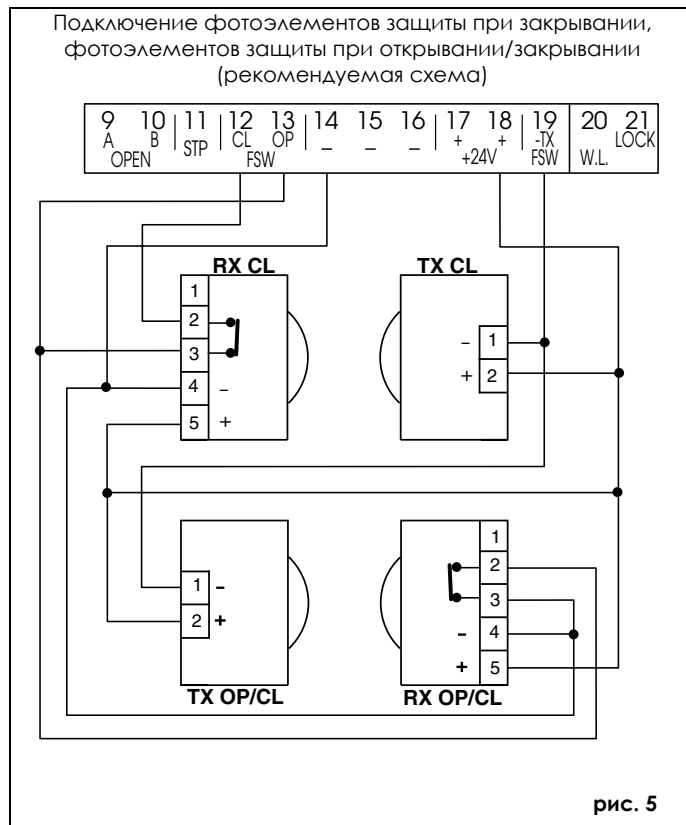 Подключение фотоэлементов защиты при закрывании,
фотоэлементов защиты при открывании/закрывании
(рекомендуемая схема)
9 10 11 12 13 14 15 16 17 18 19 20 21
A B STP CL OP – – – + + -TX LOCK
OPEN FSW +24V FSW W.L.
RX CL TX CL
1
2
3
4 –
5 +
– 1
+ 2
1 –
2 +
1
2
3
– 4
+ 5
TX OP/CL RX OP/CL
рис. 5